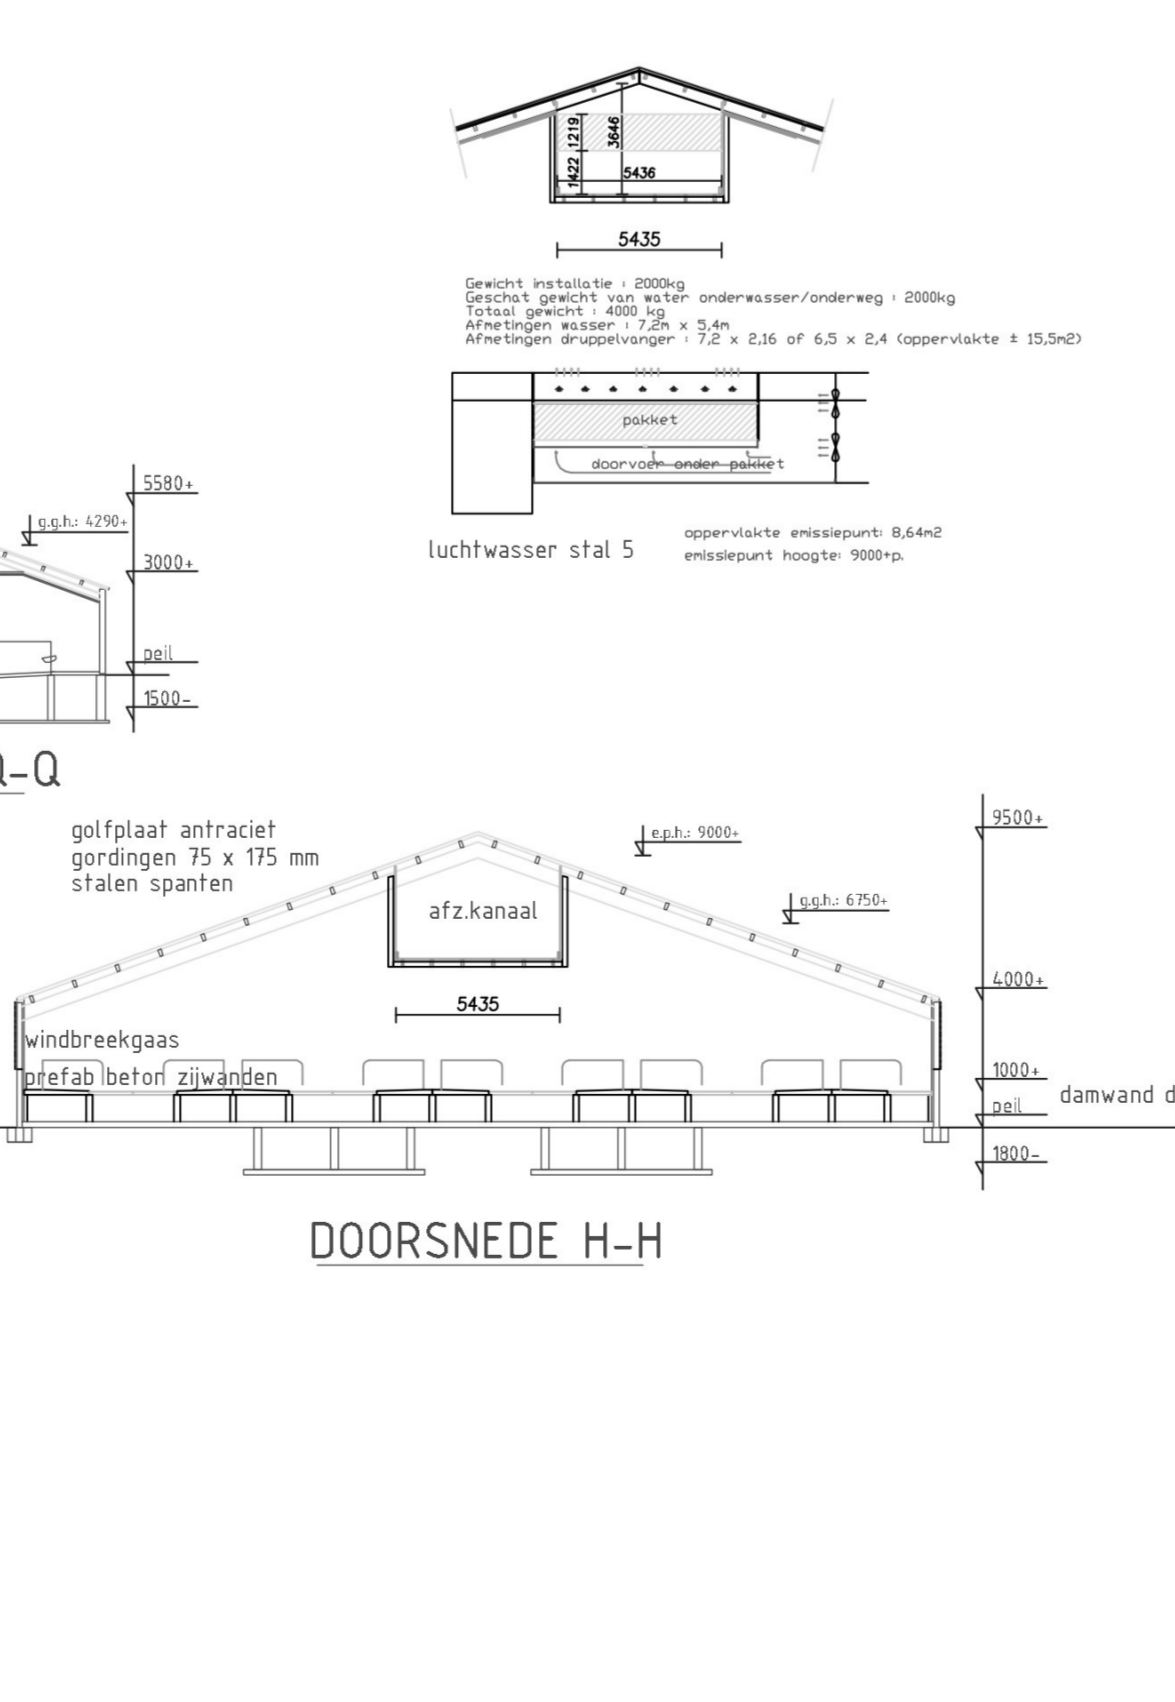 1219
3646
1422
5436
5435
Gewicht installatie : 2000kg
Geschat gewicht van water onderwasser/onderweg : 2000kg
Totaal gewicht : 4000 kg
Afmetingen wasser : 7,2m x 5,4m
Afmetingen druppelvanger : 7,2 x 2,16 of 6,5 x 2,4 (oppervlakte ± 15,5m2)
pakket
doorvoer onder pakket
luchtwasser stal 5
oppervlakte emissiepunt: 8,64m2
emissiepunt hoogte: 9000+p.
5580+
g.g.h.: 4290+
3000+
peil
1500-
Q-Q
golfplaat antraciet
gordingen 75 x 175 mm
stalen spanten
e.p.h.: 9000+
9500+
g.g.h.: 6750+
afz.kanaal
4000+
5435
windbreekgaas
prefab beton zijwanden
1000+
peil
damwand d
1800-
DOORSNEDE H-H